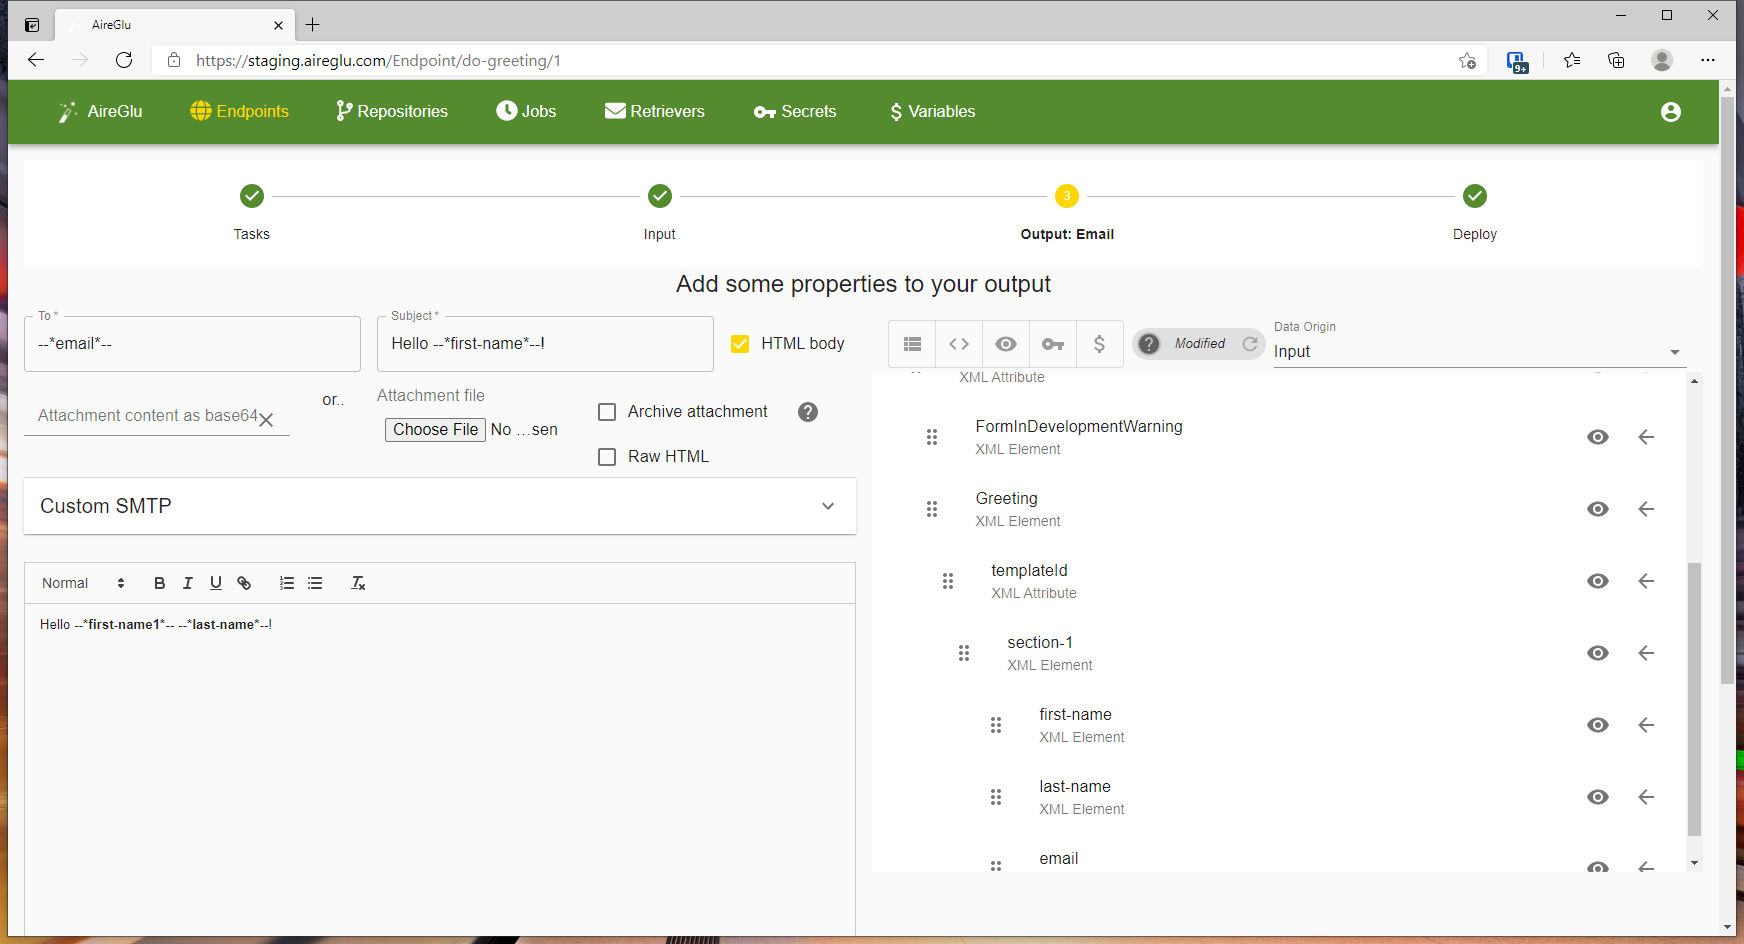 AireGlu
https://staging.aireglu.com/Endpoint/do-greeting/1
9+
AireGlu
Endpoints
Repositories
Jobs
Retrievers
Secrets
$ Variables
3
Tasks
Input
Output: Email
Deploy
Add some properties to your output
To *
--*email*--
Subject *
Hello --*first-name*--!
HTML body
$
? Modified
Data Origin
Input
Attachment content as base64
or..
Attachment file
Choose File No ...sen
Archive attachment
?
Raw HTML
Custom SMTP
Normal
B I U
Hello --*first-name1*-- --*last-name*--!
XML Attribute
FormInDevelopmentWarning
XML Element
Greeting
XML Element
templateId
XML Attribute
section-1
XML Element
first-name
XML Element
last-name
XML Element
email